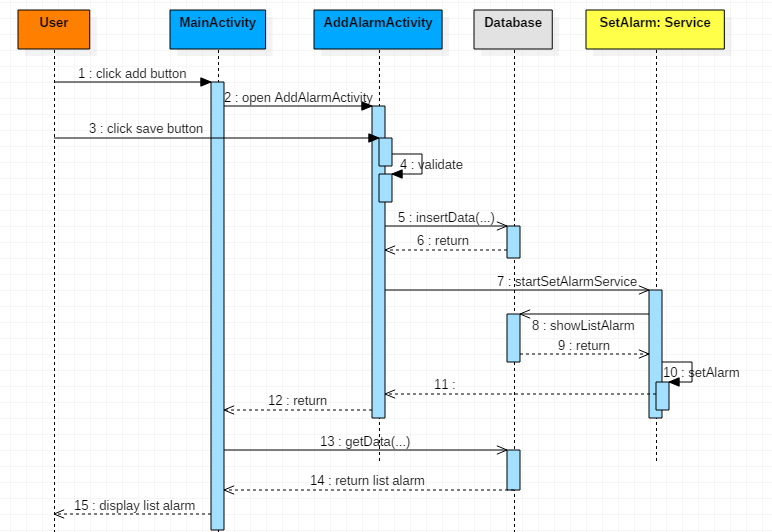 User
MainActivity
AddAlarmActivity
Database
SetAlarm: Service
1 : click add button
2 : open AddAlarmActivity
3 : click save button
4 : validate
5 : insertData(...)
6 : return
7 : startSetAlarmService
8 : showListAlarm
9 : return
10 : setAlarm
11 :
12 : return
13 : getData(...)
14 : return list alarm
15 : display list alarm